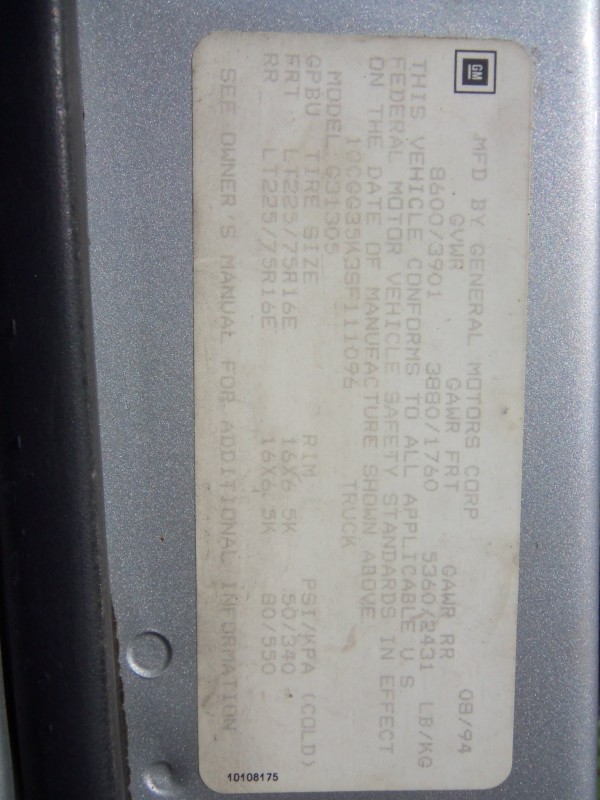 GM
MFD BY GENERAL MOTORS CORP 08/94
GVWR GAWR FRT GAWR RR
8600/3901 3880/1760 5360/2431 LB/KG
THIS VEHICLE CONFORMS TO ALL APPLICABLE U S
FEDERAL MOTOR VEHICLE SAFETY STANDARDS IN EFFECT
ON THE DATE OF MANUFACTURE SHOWN ABOVE
TRUCK
MODEL G31305
GPBU TIRE SIZE RIM PSI/KPA (COLD)
FRT LT225/75R16E 16X6 5K 50/340
RR LT225/75R16E 16X6 5K 80/550
SEE OWNER'S MANUAL FOR ADDITIONAL INFORMATION
10108175